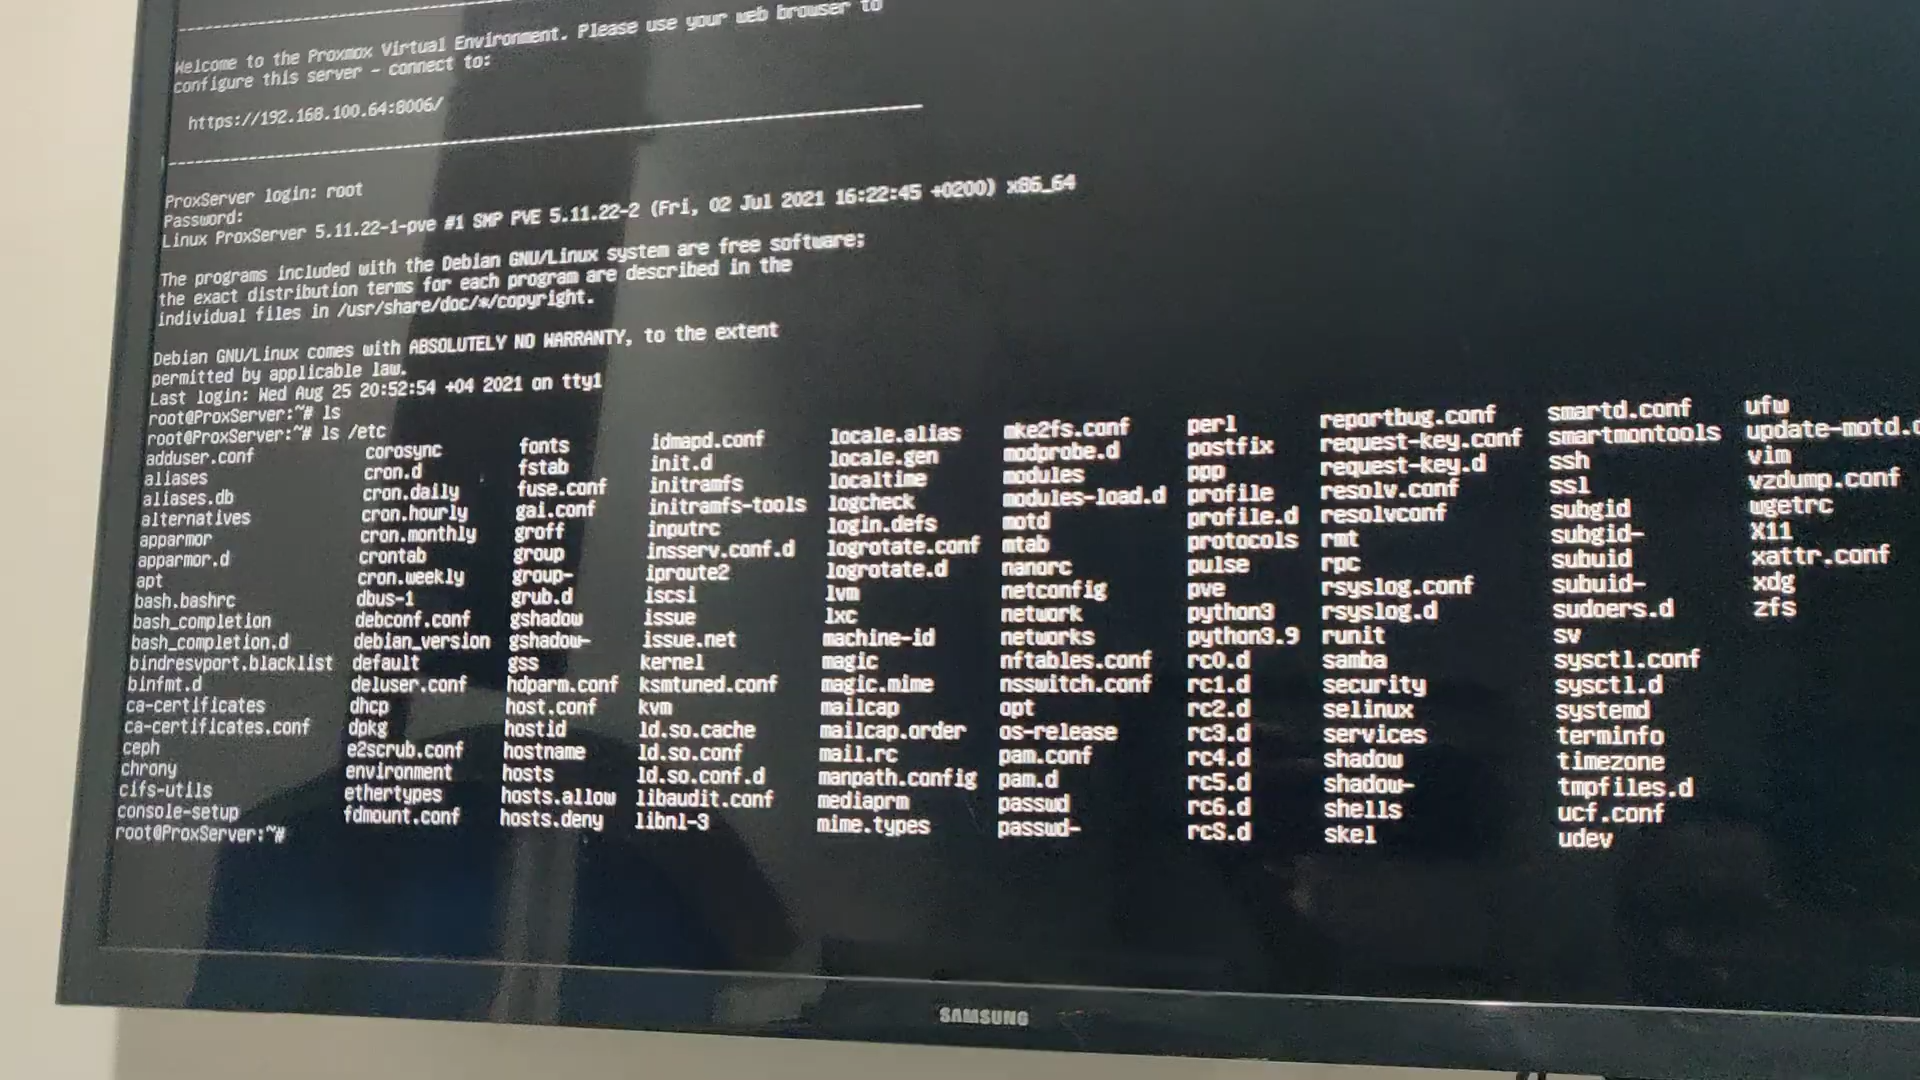 Welcome to the Proxmox Virtual Environment. Please use your web browser to
configure this server - connect to:
https://192.168.100.64:8006/
ProxServer login: root
Password:
Linux ProxServer 5.11.22-1-pve #1 SMP PVE 5.11.22-2 (Fri, 02 Jul 2021 16:22:45 +0200) x86_64
The programs included with the Debian GNU/Linux system are free software;
the exact distribution terms for each program are described in the
individual files in /usr/share/doc/*/copyright.
Debian GNU/Linux comes with ABSOLUTELY NO WARRANTY, to the extent
permitted by applicable law.
Last login: Wed Aug 25 20:52:54 +04 2021 on tty1
root@ProxServer:~# ls
root@ProxServer:~# ls /etc
adduser.conf corosync fonts idmapd.conf locale.alias mke2fs.conf perl reportbug.conf smartd.conf ufw
aliases cron.d fstab init.d locale.gen modprobe.d postfix request-key.conf smartmontools update-motd.d
aliases.db cron.daily fuse.conf initramfs localtime modules ppp request-key.d ssh vim
alternatives cron.hourly gai.conf initramfs-tools logcheck modules-load.d profile resolv.conf ssl vzdump.conf
apparmor cron.monthly groff inputrc login.defs motd profile.d resolvconf subgid wgetrc
apparmor.d crontab group insserv.conf.d logrotate.conf mtab protocols rmt subgid- X11
apt cron.weekly group- iproute2 logrotate.d nanorc pulse rpc subuid xattr.conf
bash.bashrc dbus-1 grub.d iscsi lvm netconfig pve rsyslog.conf subuid- xdg
bash_completion debconf.conf gshadow issue lxc network python3 rsyslog.d sudoers.d zfs
bash_completion.d debian_version gshadow- issue.net machine-id networks python3.9 runit sv
bindresvport.blacklist default gss kernel magic nftables.conf rc0.d samba sysctl.conf
binfmt.d deluser.conf hdparm.conf ksmtuned.conf magic.mime nsswitch.conf rc1.d security sysctl.d
ca-certificates dhcp host.conf kvm mailcap opt rc2.d selinux systemd
ca-certificates.conf dpkg hostid ld.so.cache mailcap.order os-release rc3.d services terminfo
ceph e2scrub.conf hostname ld.so.conf mail.rc pam.conf rc4.d shadow timezone
chrony environment hosts ld.so.conf.d manpath.config pam.d rc5.d shadow- tmpfiles.d
cifs-utils ethertypes hosts.allow libaudit.conf mediaprm passwd rc6.d shells ucf.conf
console-setup fdmount.conf hosts.deny libnl-3 mime.types passwd- rcS.d skel udev
root@ProxServer:~#
SAMSUNG